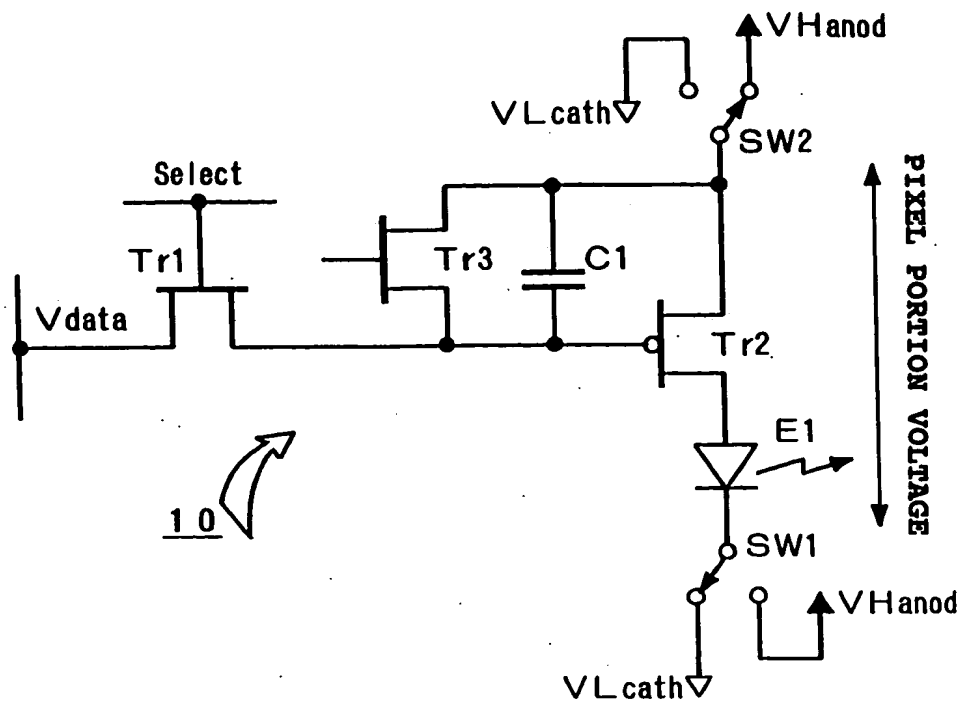 VHanod
VLcath
SW2
Select
Tr1
Tr3
C1
Vdata
Tr2
PIXEL PORTION VOLTAGE
E1
10
SW1
VHanod
VLcath